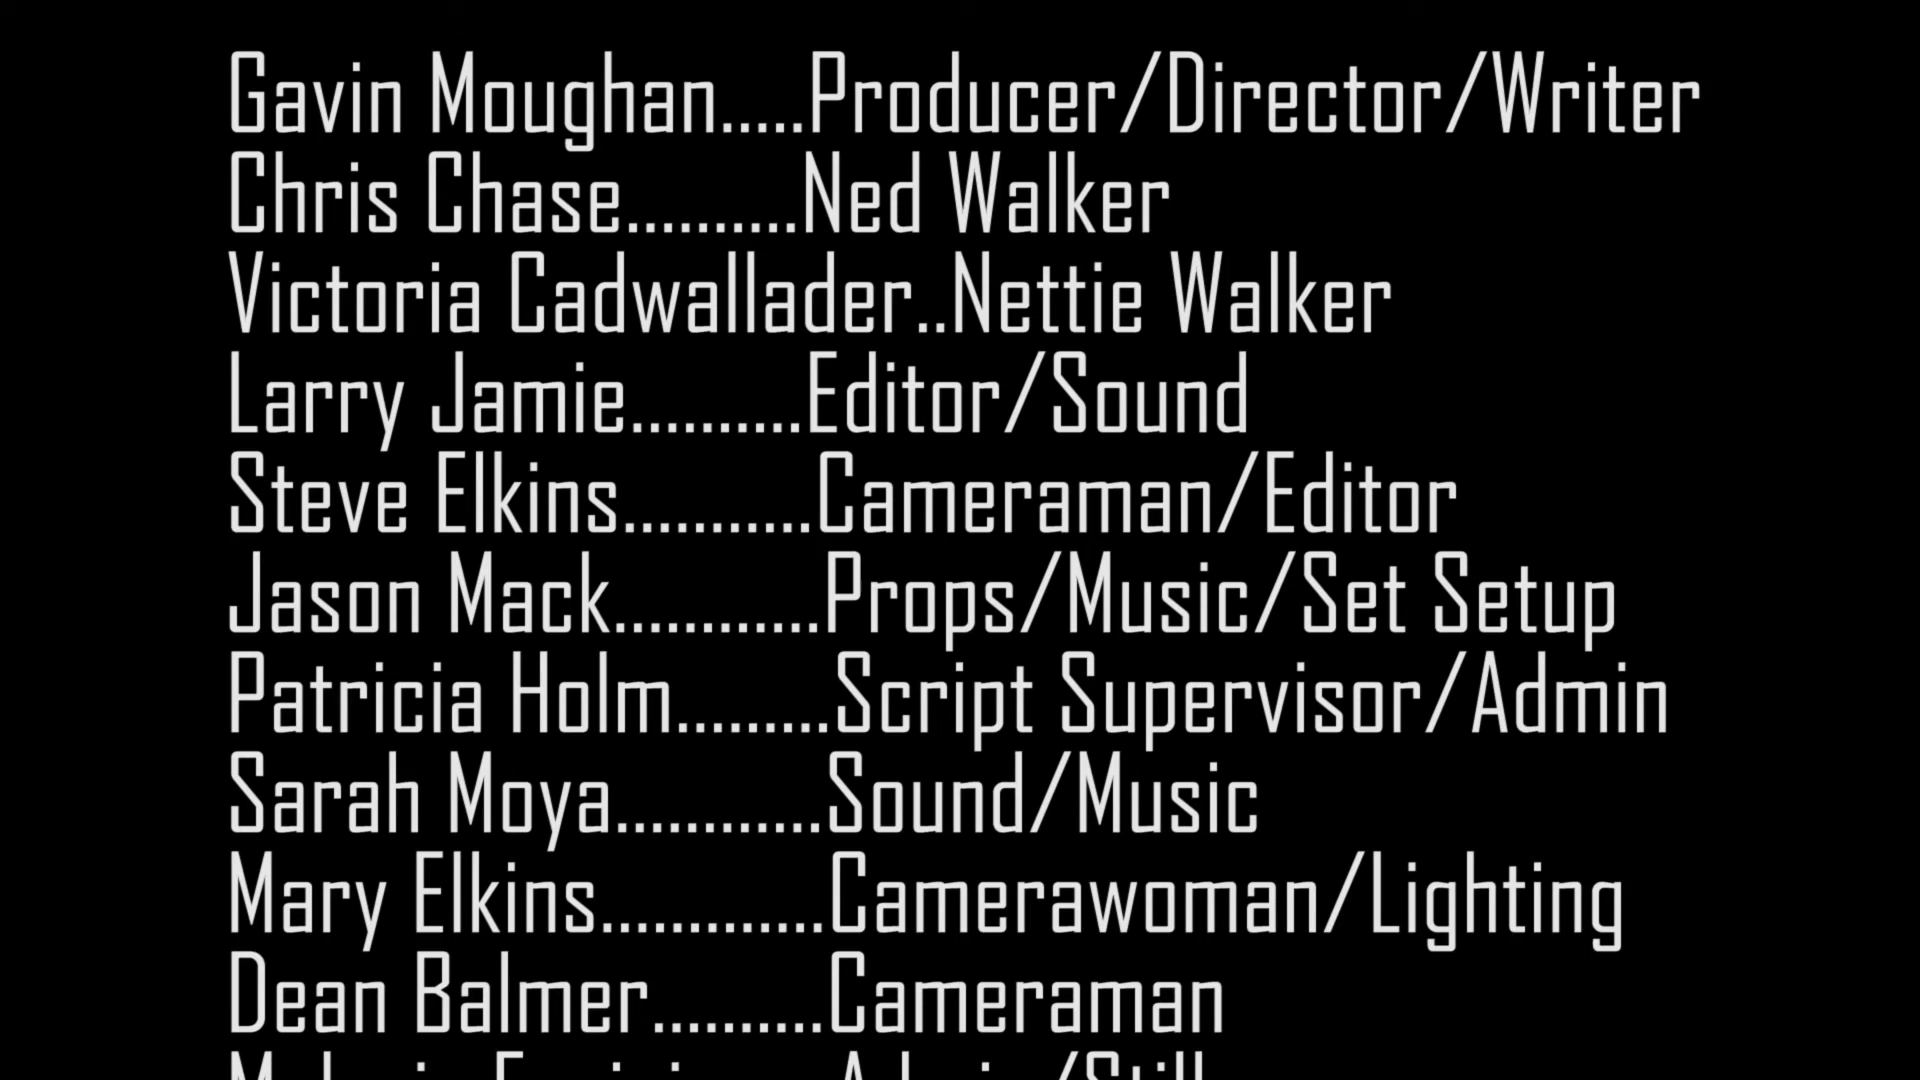 Gavin Moughan.....Producer/Director/Writer
Chris Chase..........Ned Walker
Victoria Cadwallader..Nettie Walker
Larry Jamie..........Editor/Sound
Steve Elkins...........Cameraman/Editor
Jason Mack............Props/Music/Set Setup
Patricia Holm.........Script Supervisor/Admin
Sarah Moya............Sound/Music
Mary Elkins.............Camerawoman/Lighting
Dean Balmer..........Cameraman